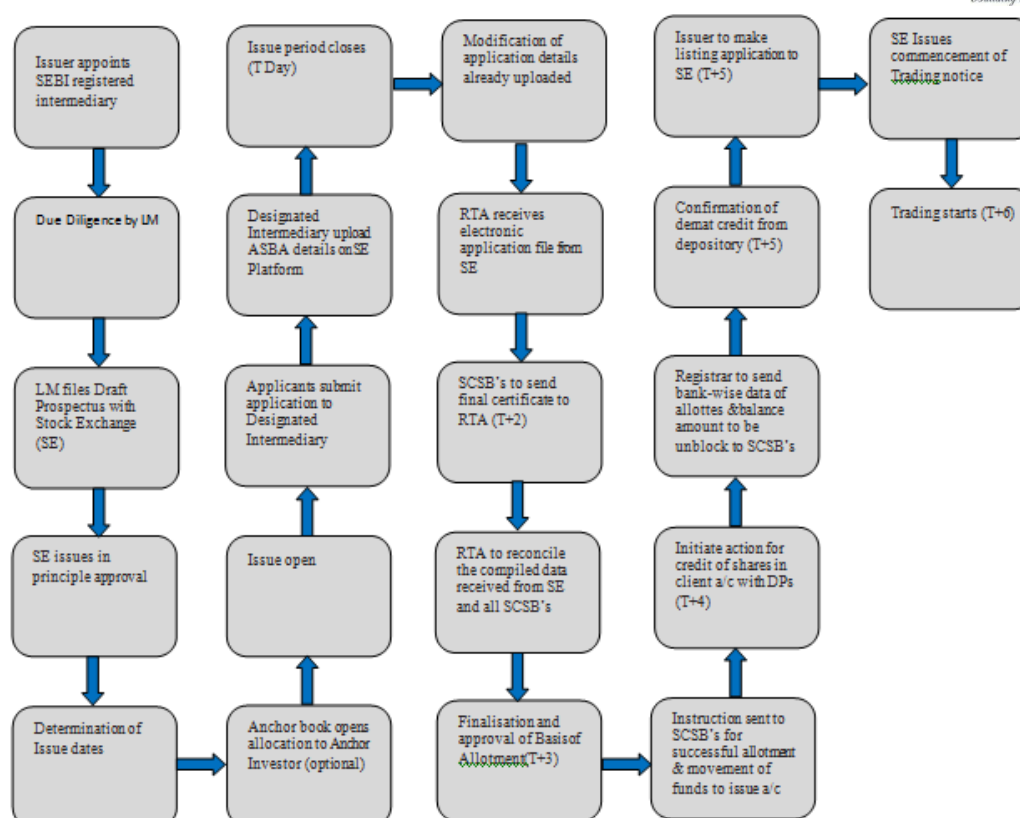 Issuer appoints
SEBI registered
intermediary
Due Diligence by LM
LM files Draft
Prospectus with
Stock Exchange
(SE)
SE issues in
principle approval
Determination of
Issue dates
Anchor book opens
allocation to Anchor
Investor (optional)
Issue open
Applicants submit
application to
Designated
Intermediary
Designated
Intermediary upload
ASBA details onSE
Platform
Issue period closes
(T Day)
Modification of
application details
already uploaded
RTA receives
electronic
application file from
SE
SCSB's to send
final certificate to
RTA (T+2)
RTA to reconcile
the compiled data
received from SE
and all SCSB's
Finalisation and
approval of Basisof
Allotment(T+3)
Instruction sent to
SCSB's for
successful allotment
& movement of
funds to issue a/c
Initiate action for
credit of shares in
client a/c with DPs
(T+4)
Registrar to send
bank-wise data of
allottes &balance
amount to be
unblock to SCSB's
Confirmation of
demat credit from
depository (T+5)
Issuer to make
listing application to
SE (T+5)
SE Issues
commencement of
Trading notice
Trading starts (T+6)